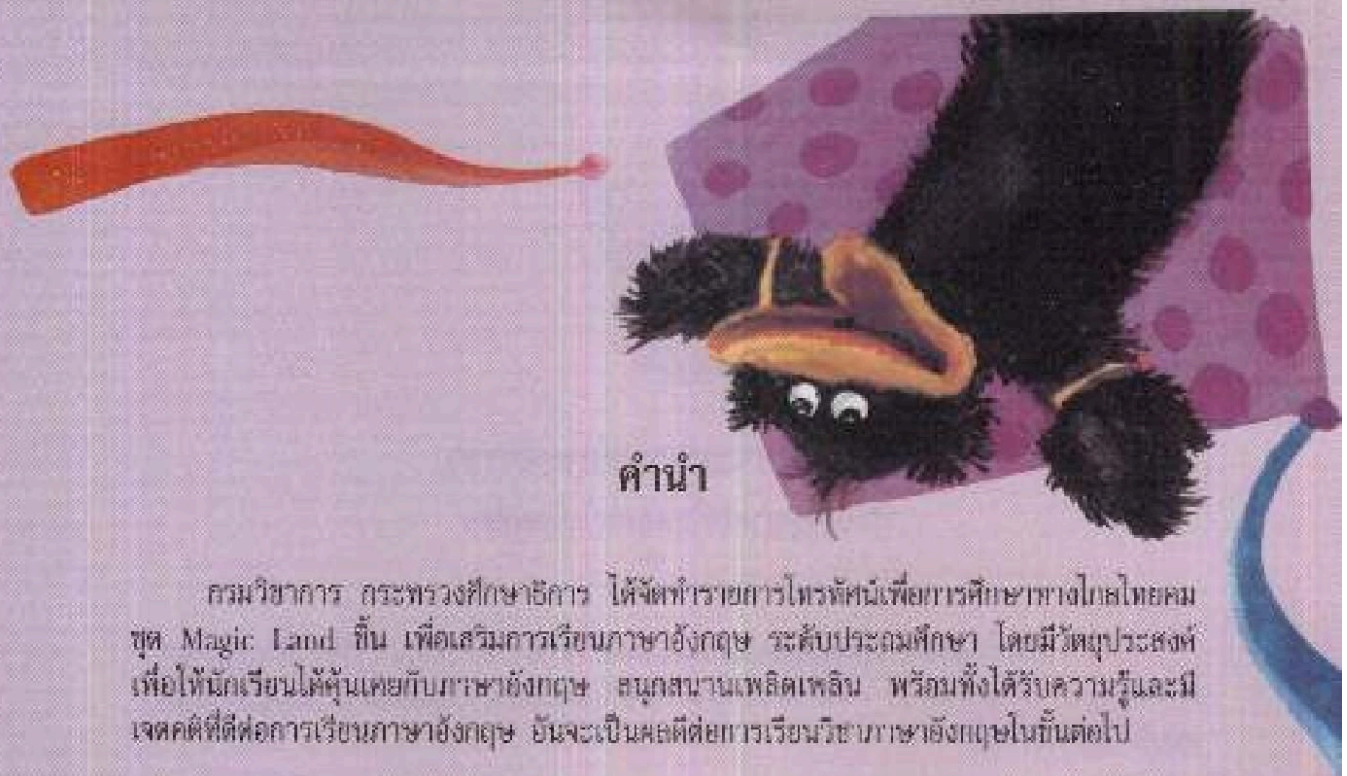 คำนำ
กรมวิชาการ กระทรวงศึกษาธิการ ได้จัดทำรายการโทรทัศน์เพื่อการศึกษาทางไกลไทยคม
ชุด Magic Land ขึ้น เพื่อเสริมการเรียนภาษาอังกฤษ ระดับประถมศึกษา โดยมีวัตถุประสงค์
เพื่อให้นักเรียนได้คุ้นเคยกับภาษาอังกฤษ สนุกสนานเพลิดเพลิน พร้อมทั้งได้รับความรู้และมี
เจตคติที่ดีต่อการเรียนภาษาอังกฤษ อันจะเป็นผลดีต่อการเรียนวิชาภาษาอังกฤษในขั้นต่อไป